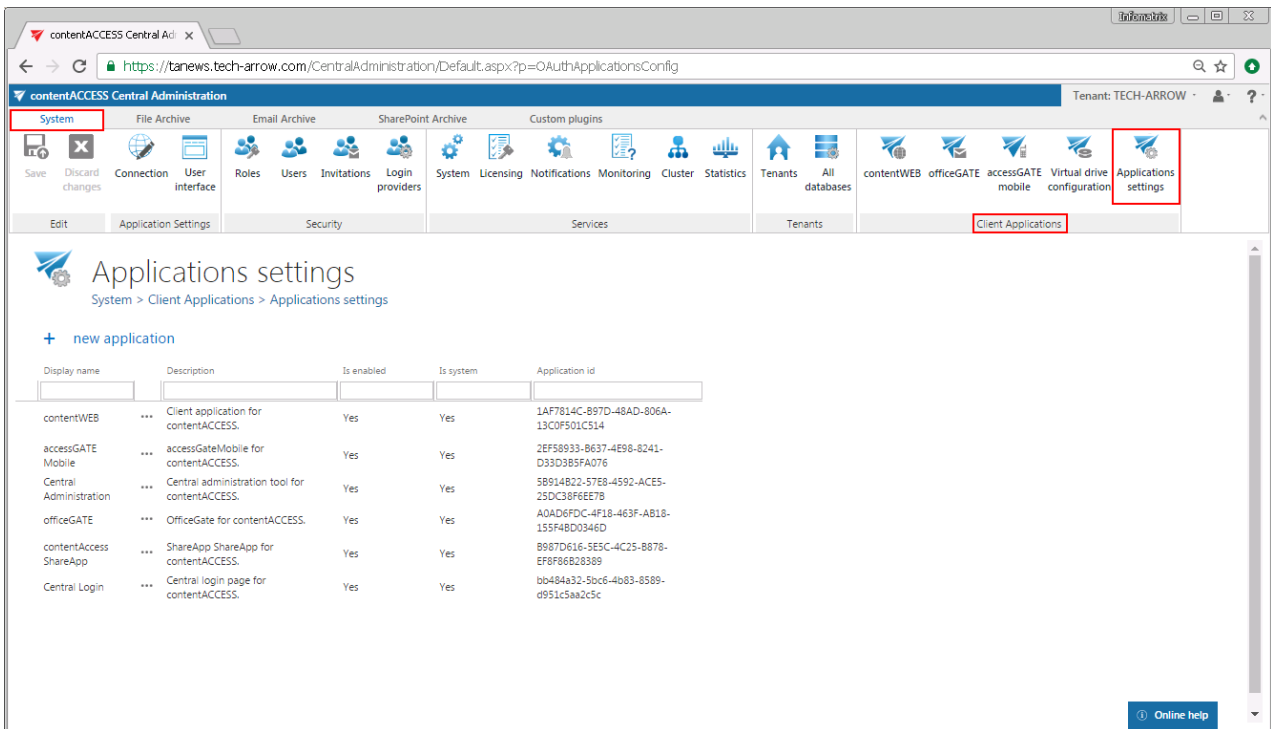 Infomatrix
contentACCESS Central Ad
https://tanews.tech-arrow.com/CentralAdministration/Default.aspx?p=OAuthApplicationsConfig
contentACCESS Central Administration
Tenant: TECH-ARROW
?
System File Archive Email Archive SharePoint Archive Custom plugins
Save Discard changes Connection User interface Roles Users Invitations Login providers System Licensing Notifications Monitoring Cluster Statistics Tenants All databases contentWEB officeGATE accessGATE mobile Virtual drive configuration Applications settings
Edit Application Settings Security Services Tenants Client Applications
Applications settings
System > Client Applications > Applications settings
+ new application
Display name Description Is enabled Is system Application id
contentWEB ••• Client application for contentACCESS. Yes Yes 1AF7814C-B97D-48AD-806A-13C0F501C514
accessGATE Mobile ••• accessGateMobile for contentACCESS. Yes Yes 2EF58933-B637-4E98-8241-D33D3B5FA076
Central Administration ••• Central administration tool for contentACCESS. Yes Yes 5B914B22-57E8-4592-ACE5-25DC38F6EE7B
officeGATE ••• OfficeGate for contentACCESS. Yes Yes A0AD6FDC-4F18-463F-AB18-155F4BD0346D
contentAccess ShareApp ••• ShareApp ShareApp for contentACCESS. Yes Yes B987D616-5E5C-4C25-B878-EF8F86B28389
Central Login ••• Central login page for contentACCESS. Yes Yes bb484a32-5bc6-4b83-8589-d951c5aa2c5c
Online help